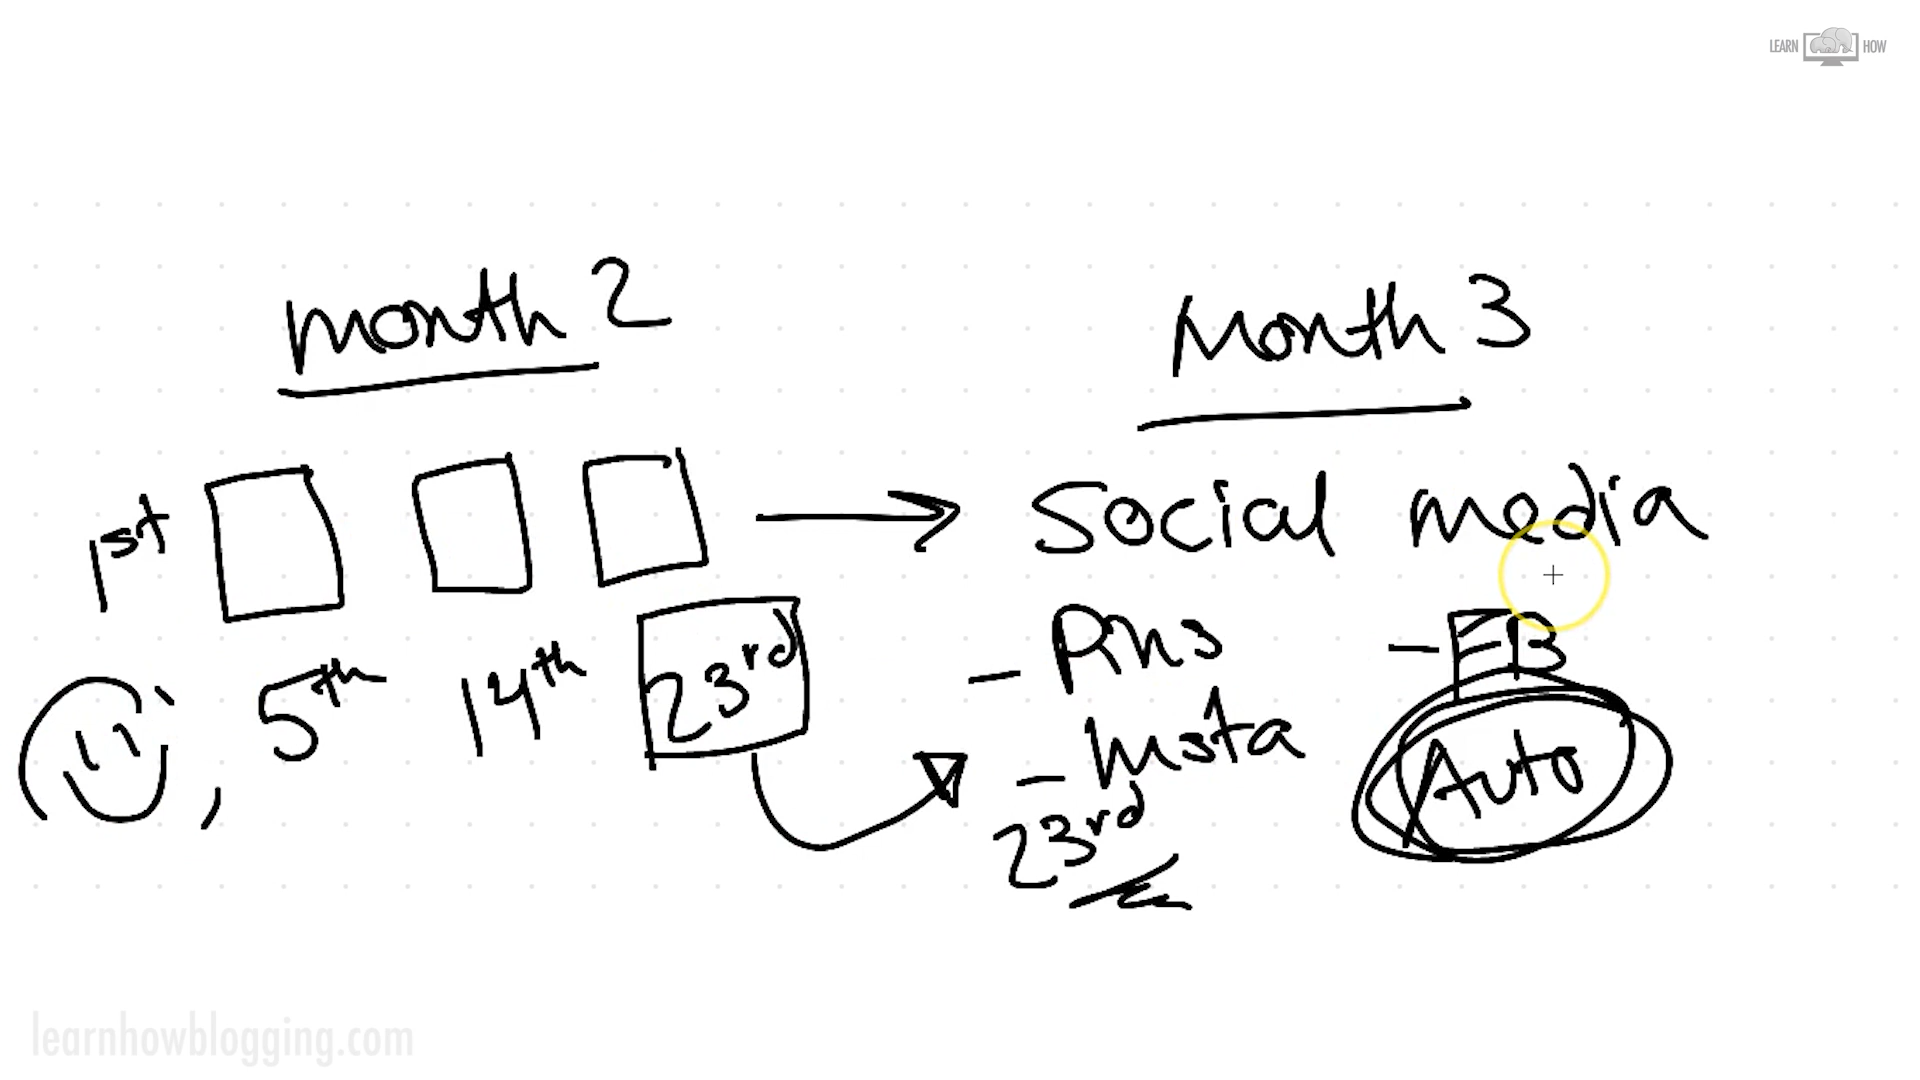 LEARN HOW
month 2
Month 3
1st
Social media
5th 14th 23rd
- Pins
- FB
- Insta
Auto
23rd
learnhowblogging.com